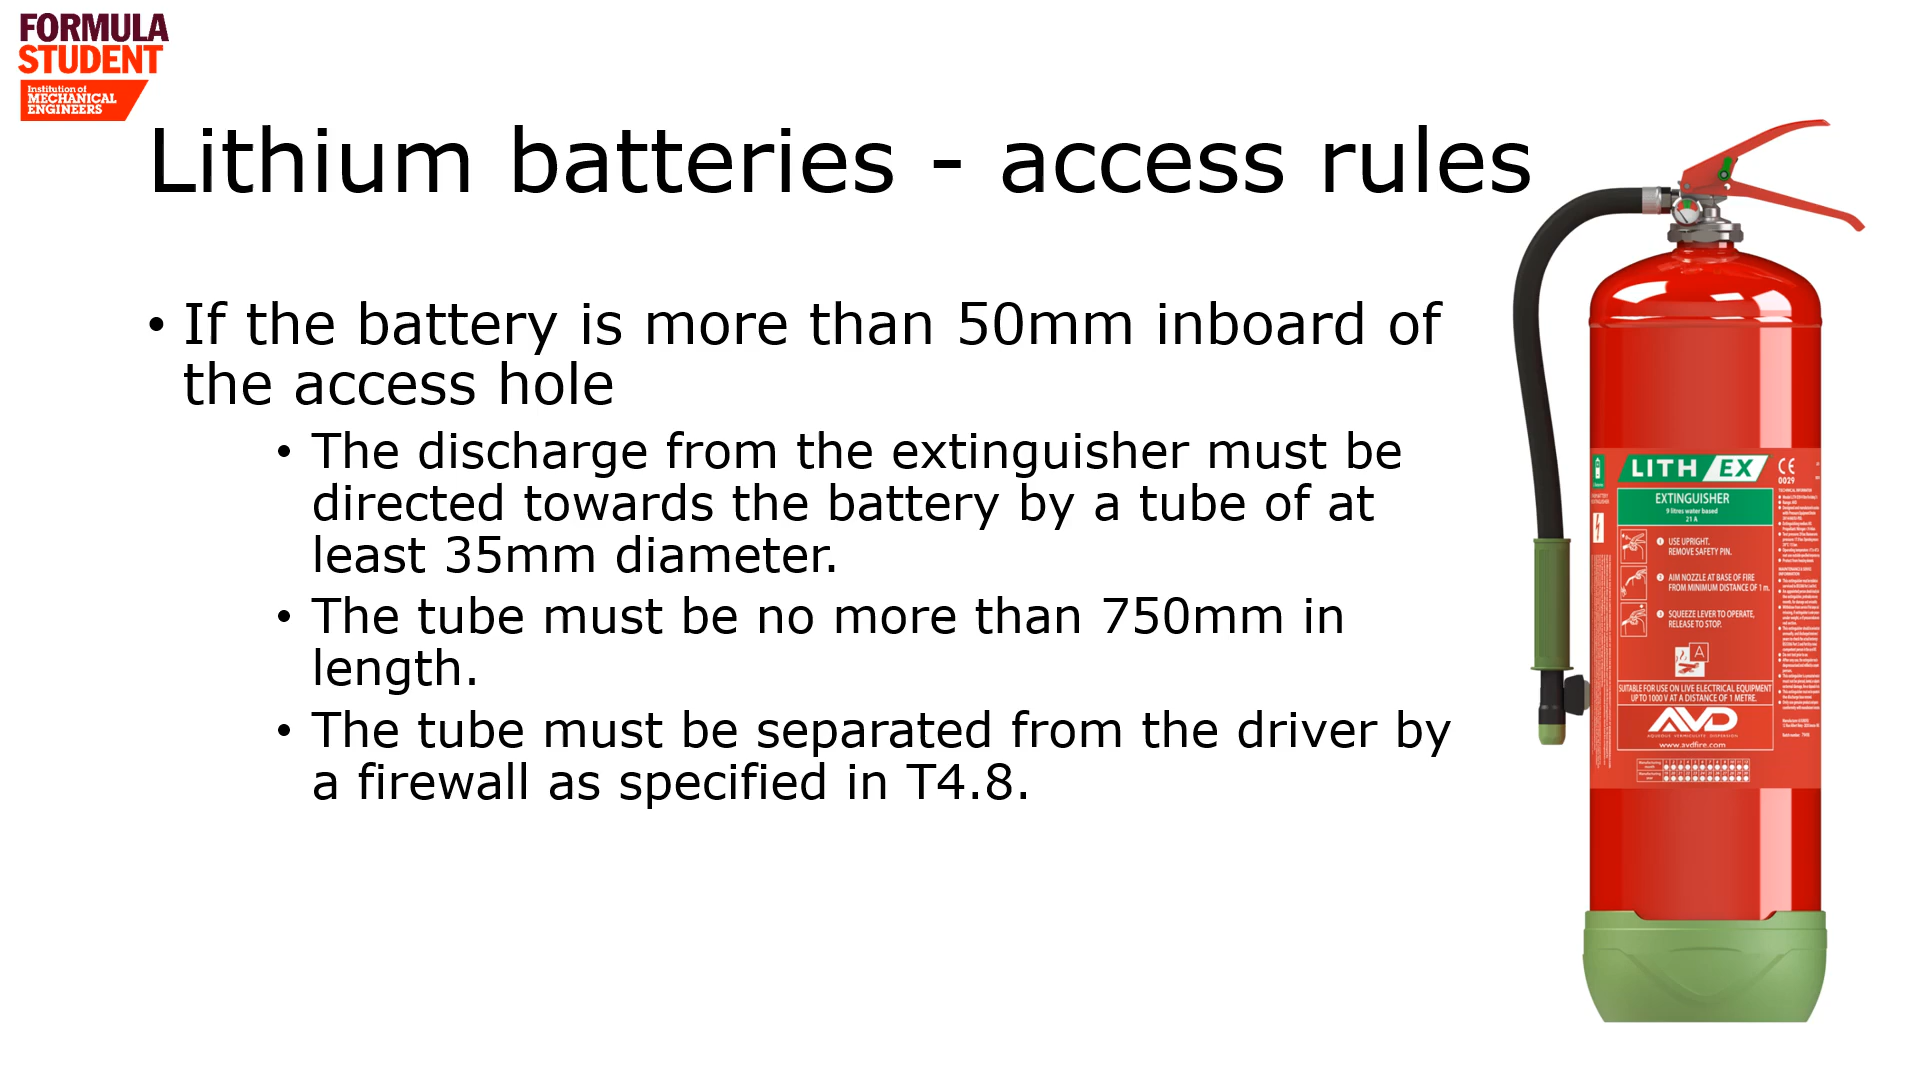 FORMULA
STUDENT
Institution of
MECHANICAL
ENGINEERS
Lithium batteries - access rules
• If the battery is more than 50mm inboard of
the access hole
• The discharge from the extinguisher must be
directed towards the battery by a tube of at
least 35mm diameter.
• The tube must be no more than 750mm in
length.
• The tube must be separated from the driver by
a firewall as specified in T4.8.
LITH EX
EXTINGUISHER
9 litres water based
21 A
1 USE UPRIGHT.
REMOVE SAFETY PIN.
2 AIM NOZZLE AT BASE OF FIRE
FROM MINIMUM DISTANCE OF 1 m.
3 SQUEEZE LEVER TO OPERATE,
RELEASE TO STOP.
A
SUITABLE FOR USE ON LIVE ELECTRICAL EQUIPMENT
UP TO 1000 V AT A DISTANCE OF 1 METRE.
AVD
AQUEOUS VERMICULITE DISPERSION
www.avdfire.com
CE
0029